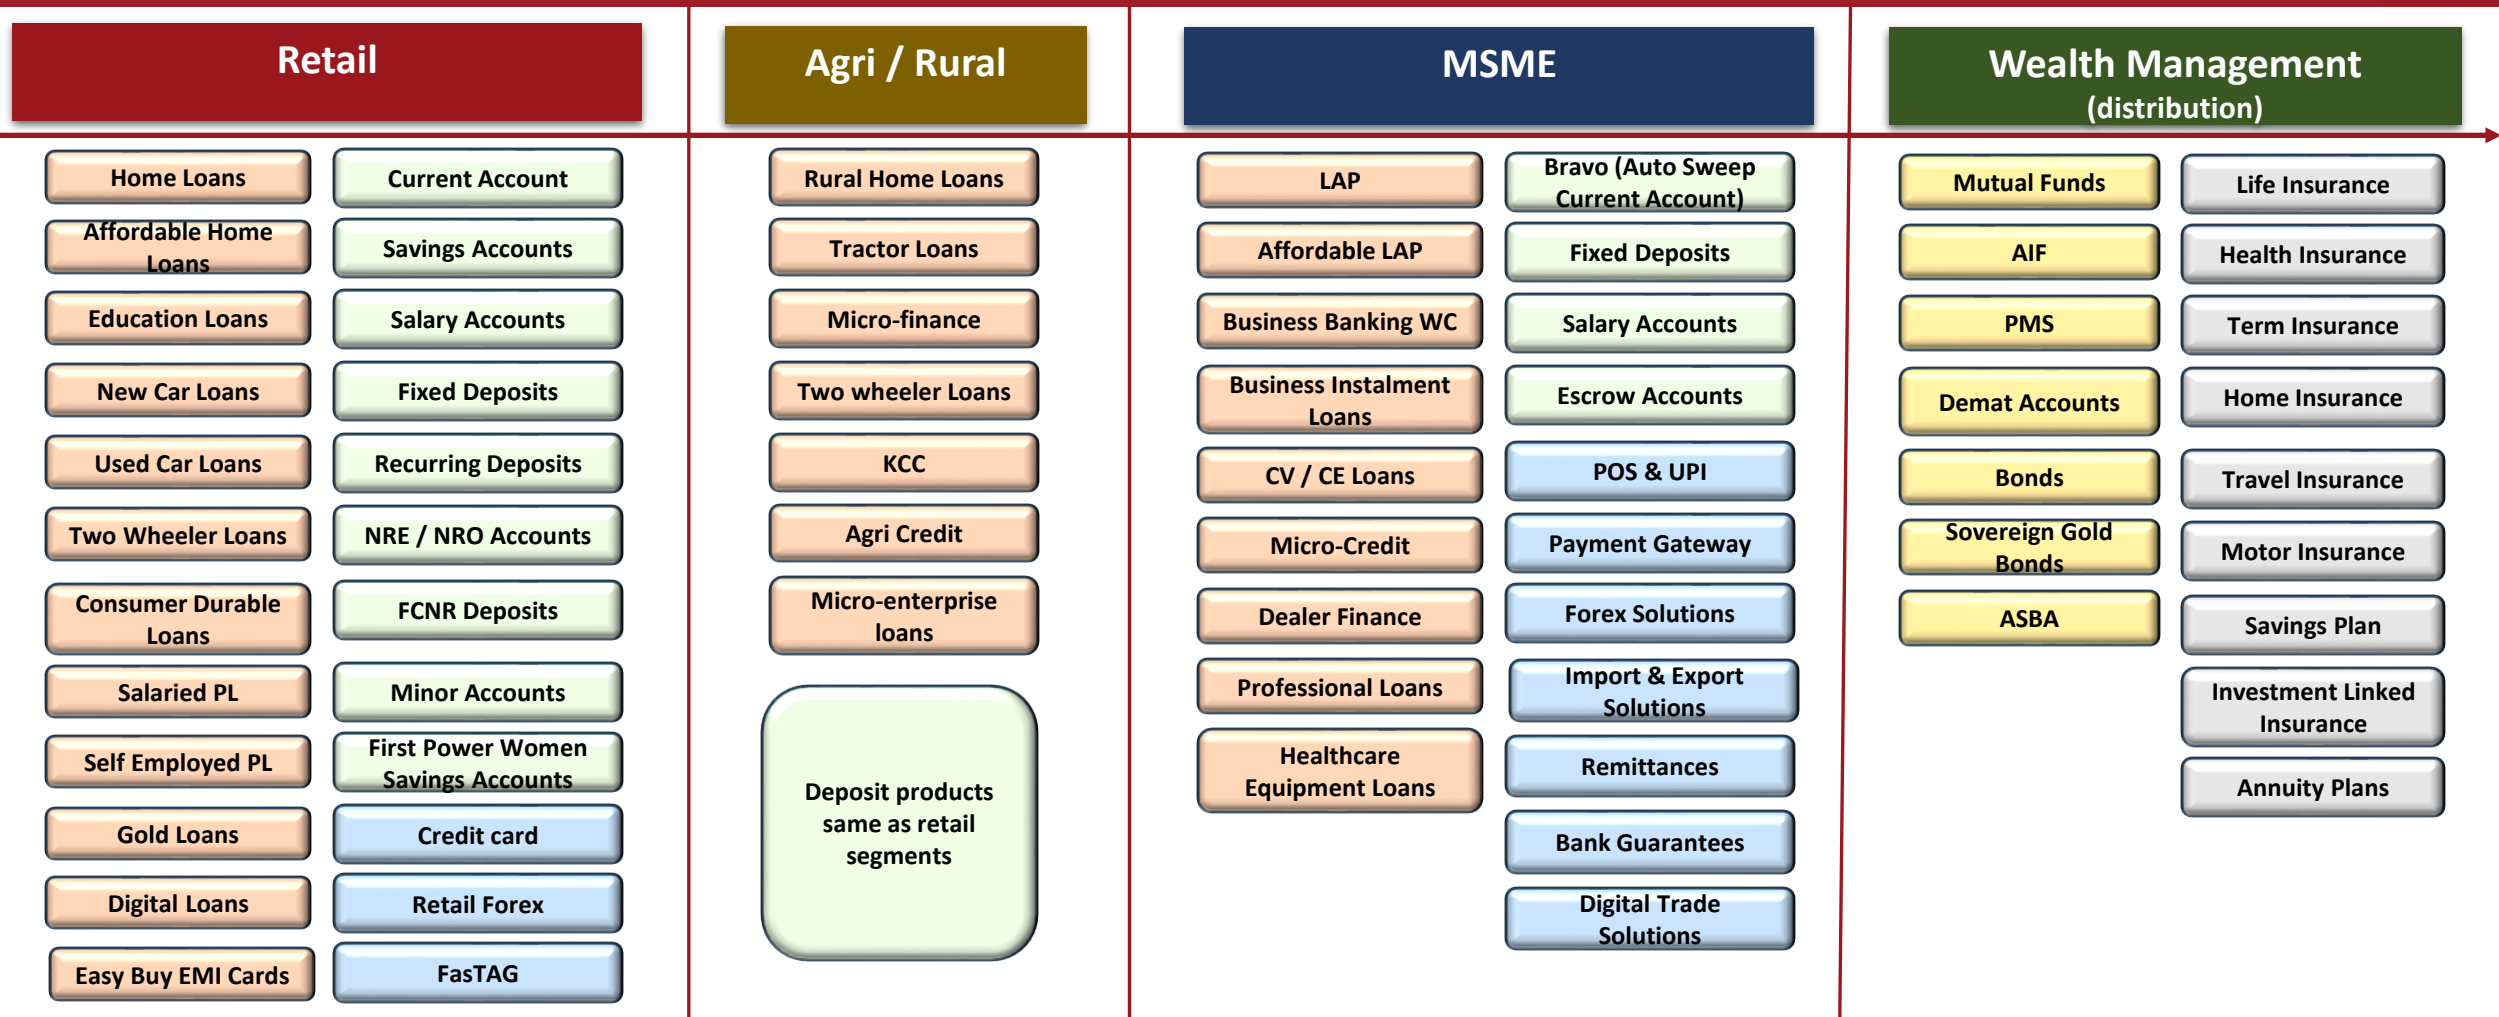 Retail
Home Loans
Affordable Home
Loans
Education Loans
New Car Loans
Used Car Loans
Two Wheeler Loans
Consumer Durable
Loans
Salaried PL
Self Employed PL
Gold Loans
Digital Loans
Easy Buy EMI Cards
Current Account
Savings Accounts
Salary Accounts
Fixed Deposits
Recurring Deposits
NRE / NRO Accounts
FCNR Deposits
Minor Accounts
First Power Women
Savings Accounts
Credit card
Retail Forex
FasTAG
Agri / Rural
Rural Home Loans
Tractor Loans
Micro-finance
Two wheeler Loans
KCC
Agri Credit
Micro-enterprise
loans
Deposit products
same as retail
segments
MSME
LAP
Affordable LAP
Business Banking WC
Business Instalment
Loans
CV / CE Loans
Micro-Credit
Dealer Finance
Professional Loans
Healthcare
Equipment Loans
Bravo (Auto Sweep
Current Account)
Fixed Deposits
Salary Accounts
Escrow Accounts
POS & UPI
Payment Gateway
Forex Solutions
Import & Export
Solutions
Remittances
Bank Guarantees
Digital Trade
Solutions
Wealth Management
(distribution)
Mutual Funds
AIF
PMS
Demat Accounts
Bonds
Sovereign Gold
Bonds
ASBA
Life Insurance
Health Insurance
Term Insurance
Home Insurance
Travel Insurance
Motor Insurance
Savings Plan
Investment Linked
Insurance
Annuity Plans